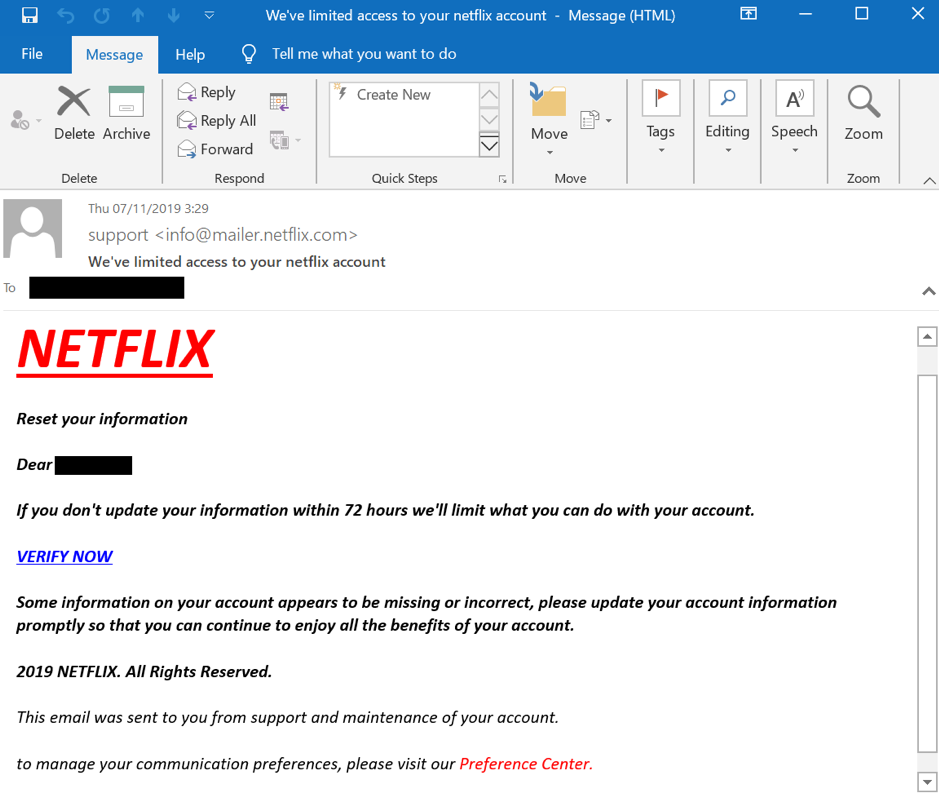 We've limited access to your netflix account - Message (HTML)
File Message Help Tell me what you want to do
Delete Archive
Delete
Reply
Reply All
Forward
Respond
Create New
Quick Steps
Move
Move
Tags
Editing
Speech
Zoom
Zoom
Thu 07/11/2019 3:29
support <info@mailer.netflix.com>
We've limited access to your netflix account
To
NETFLIX
Reset your information
Dear
If you don't update your information within 72 hours we'll limit what you can do with your account.
VERIFY NOW
Some information on your account appears to be missing or incorrect, please update your account information
promptly so that you can continue to enjoy all the benefits of your account.
2019 NETFLIX. All Rights Reserved.
This email was sent to you from support and maintenance of your account.
to manage your communication preferences, please visit our Preference Center.